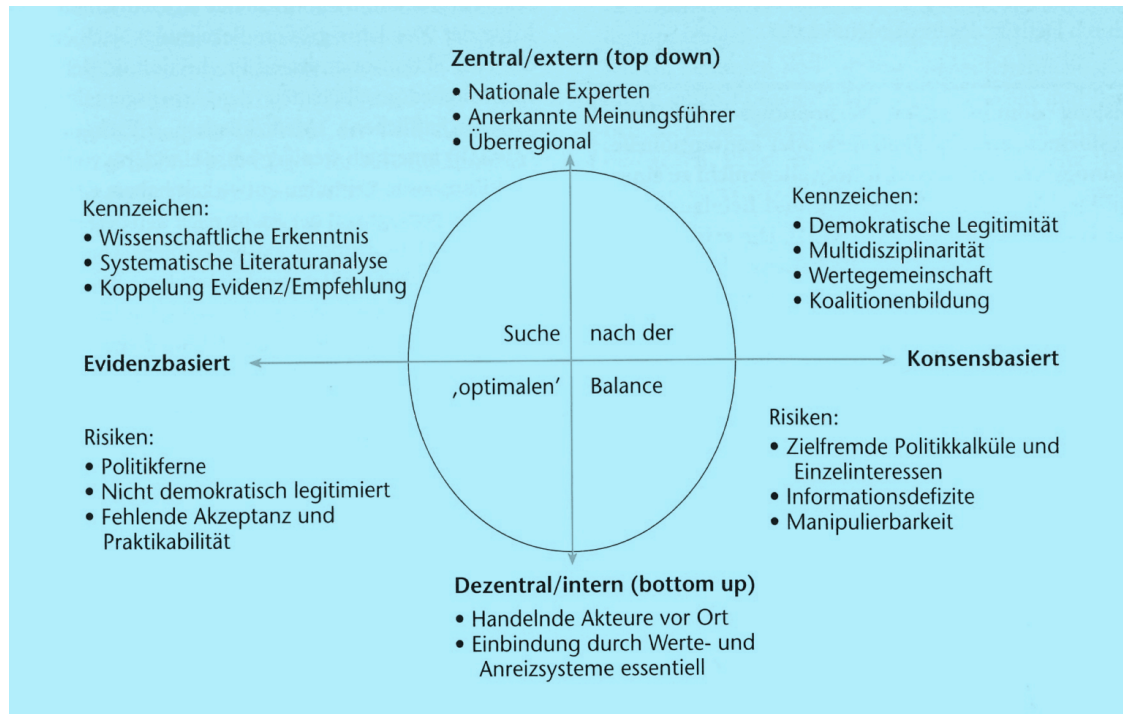 Zentral/extern (top down)
• Nationale Experten
• Anerkannte Meinungsführer
• Überregional
Kennzeichen:
• Wissenschaftliche Erkenntnis
• Systematische Literaturanalyse
• Koppelung Evidenz/Empfehlung
Kennzeichen:
• Demokratische Legitimität
• Multidisziplinarität
• Wertegemeinschaft
• Koalitionenbildung
Suche nach der
Evidenzbasiert
Konsensbasiert
‚optimalen’ Balance
Risiken:
• Politikferne
• Nicht demokratisch legitimiert
• Fehlende Akzeptanz und
Praktikabilität
Risiken:
• Zielfremde Politikkalküle und
Einzelinteressen
• Informationsdefizite
• Manipulierbarkeit
Dezentral/intern (bottom up)
• Handelnde Akteure vor Ort
• Einbindung durch Werte- und
Anreizsysteme essentiell